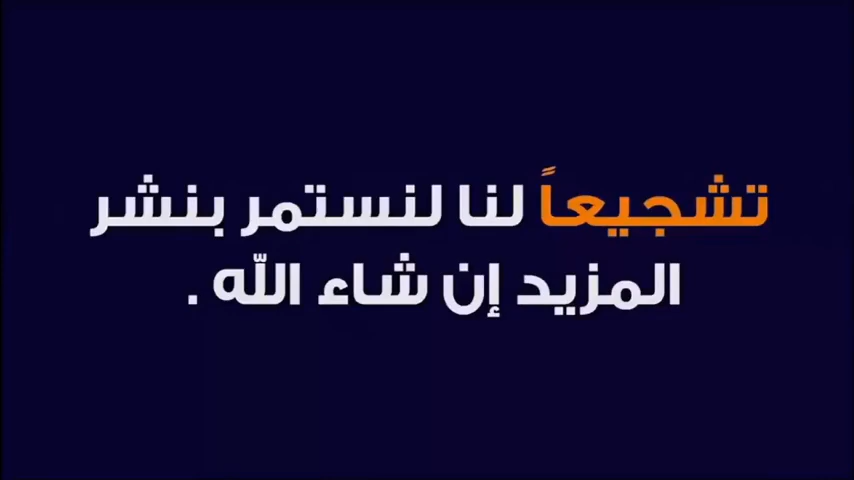 تشجيعاً لنا لنستمر بنشر
المزيد إن شاء الله .